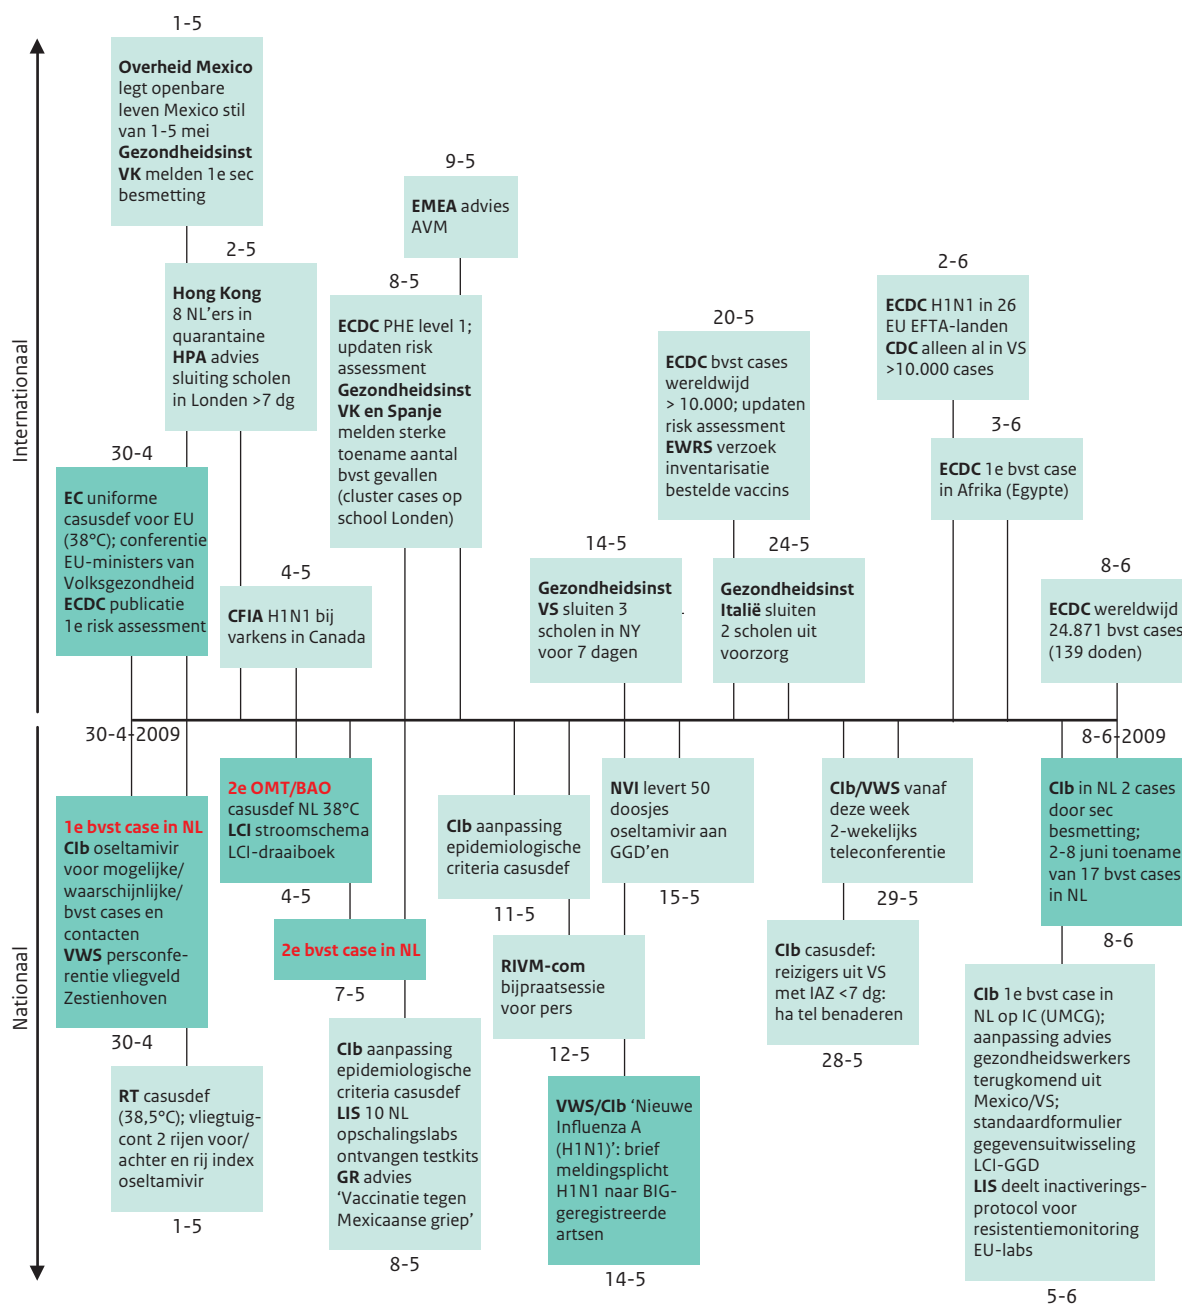 Internationaal
1-5
Overheid Mexico
legt openbare
leven Mexico stil
van 1-5 mei
Gezondheidsinst
VK melden 1e sec
besmetting
2-5
Hong Kong
8 NL'ers in
quarantaine
HPA advies
sluiting scholen
in Londen >7 dg
30-4
EC uniforme
casusdef voor EU
(38°C); conferentie
EU-ministers van
Volksgezondheid
ECDC publicatie
1e risk assessment
4-5
CFIA H1N1 bij
varkens in Canada
8-5
ECDC PHE level 1;
updaten risk
assessment
Gezondheidsinst
VK en Spanje
melden sterke
toename aantal
bvst gevallen
(cluster cases op
school Londen)
9-5
EMEA advies
AVM
14-5
Gezondheidsinst
VS sluiten 3
scholen in NY
voor 7 dagen
20-5
ECDC bvst cases
wereldwijd
> 10.000; updaten
risk assessment
EWRS verzoek
inventarisatie
bestelde vaccins
24-5
Gezondheidsinst
Italië sluiten
2 scholen uit
voorzorg
2-6
ECDC H1N1 in 26
EU EFTA-landen
CDC alleen al in VS
>10.000 cases
3-6
ECDC 1e bvst case
in Afrika (Egypte)
8-6
ECDC wereldwijd
24.871 bvst cases
(139 doden)
30-4-2009
8-6-2009
Nationaal
1e bvst case in NL
CIb oseltamivir
voor mogelijke/
waarschijnlijke/
bvst cases en
contacten
VWS persconfe-
rentie vliegveld
Zestienhoven
30-4
RT casusdef
(38,5°C); vliegtuig-
cont 2 rijen voor/
achter en rij index
oseltamivir
1-5
2e OMT/BAO
casusdef NL 38°C
LCI stroomschema
LCI-draaiboek
4-5
2e bvst case in NL
7-5
CIb aanpassing
epidemiologische
criteria casusdef
LIS 10 NL
opschalingslabs
ontvangen testkits
GR advies
‘Vaccinatie tegen
Mexicaanse griep’
8-5
CIb aanpassing
epidemiologische
criteria casusdef
11-5
RIVM-com
bijpraatsessie
voor pers
12-5
VWS/CIb ‘Nieuwe
Influenza A
(H1N1)’: brief
meldingsplicht
H1N1 naar BIG-
geregistreerde
artsen
14-5
NVI levert 50
doosjes
oseltamivir aan
GGD'en
15-5
CIb/VWS vanaf
deze week
2-wekelijks
teleconferentie
29-5
CIb casusdef:
reizigers uit VS
met IAZ <7 dg:
ha tel benaderen
28-5
CIb in NL 2 cases
door sec
besmetting;
2-8 juni toename
van 17 bvst cases
in NL
8-6
CIb 1e bvst case in
NL op IC (UMCG);
aanpassing advies
gezondheidswerkers
terugkomend uit
Mexico/VS;
standaardformulier
gegevensuitwisseling
LCI-GGD
LIS deelt inactiverings-
protocol voor
resistentiemonitoring
EU-labs
5-6